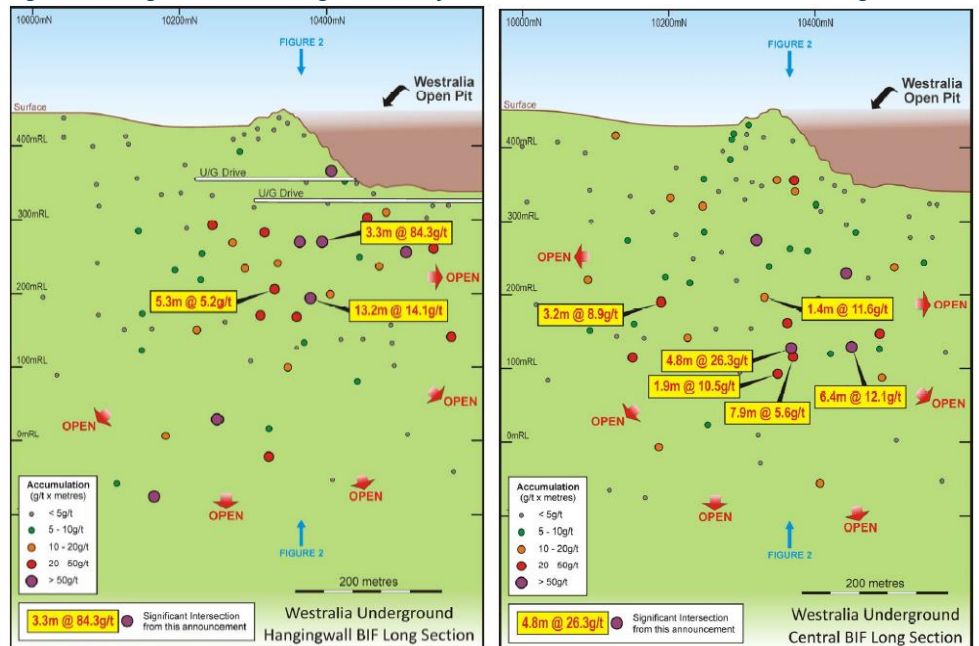 10000mN 10200mN 10400mN
FIGURE 2
Westralia
Open Pit
Surface
400mRL
U/G Drive
U/G Drive
300mRL
3.3m @ 84.3g/t
OPEN
200mRL
5.3m @ 5.2g/t
13.2m @ 14.1g/t
100mRL
OPEN
OPEN
0mRL
OPEN
OPEN
Accumulation
(g/t x metres)
< 5g/t
5 - 10g/t
10 - 20g/t
20 - 50g/t
> 50g/t
FIGURE 2
200 metres
3.3m @ 84.3g/t
Significant Intersection
from this announcement
Westralia Underground
Hangingwall BIF Long Section
10000mN 10200mN 10400mN
FIGURE 2
Westralia
Open Pit
Surface
400mRL
300mRL
OPEN
200mRL
OPEN
3.2m @ 8.9g/t
1.4m @ 11.6g/t
4.8m @ 26.3g/t
100mRL
1.9m @ 10.5g/t
6.4m @ 12.1g/t
7.9m @ 5.6g/t
OPEN
OPEN
0mRL
OPEN
OPEN
Accumulation
(g/t x metres)
< 5g/t
5 - 10g/t
10 - 20g/t
20 - 50g/t
> 50g/t
FIGURE 2
200 metres
4.8m @ 26.3g/t
Significant Intersection
from this announcement
Westralia Underground
Central BIF Long Section